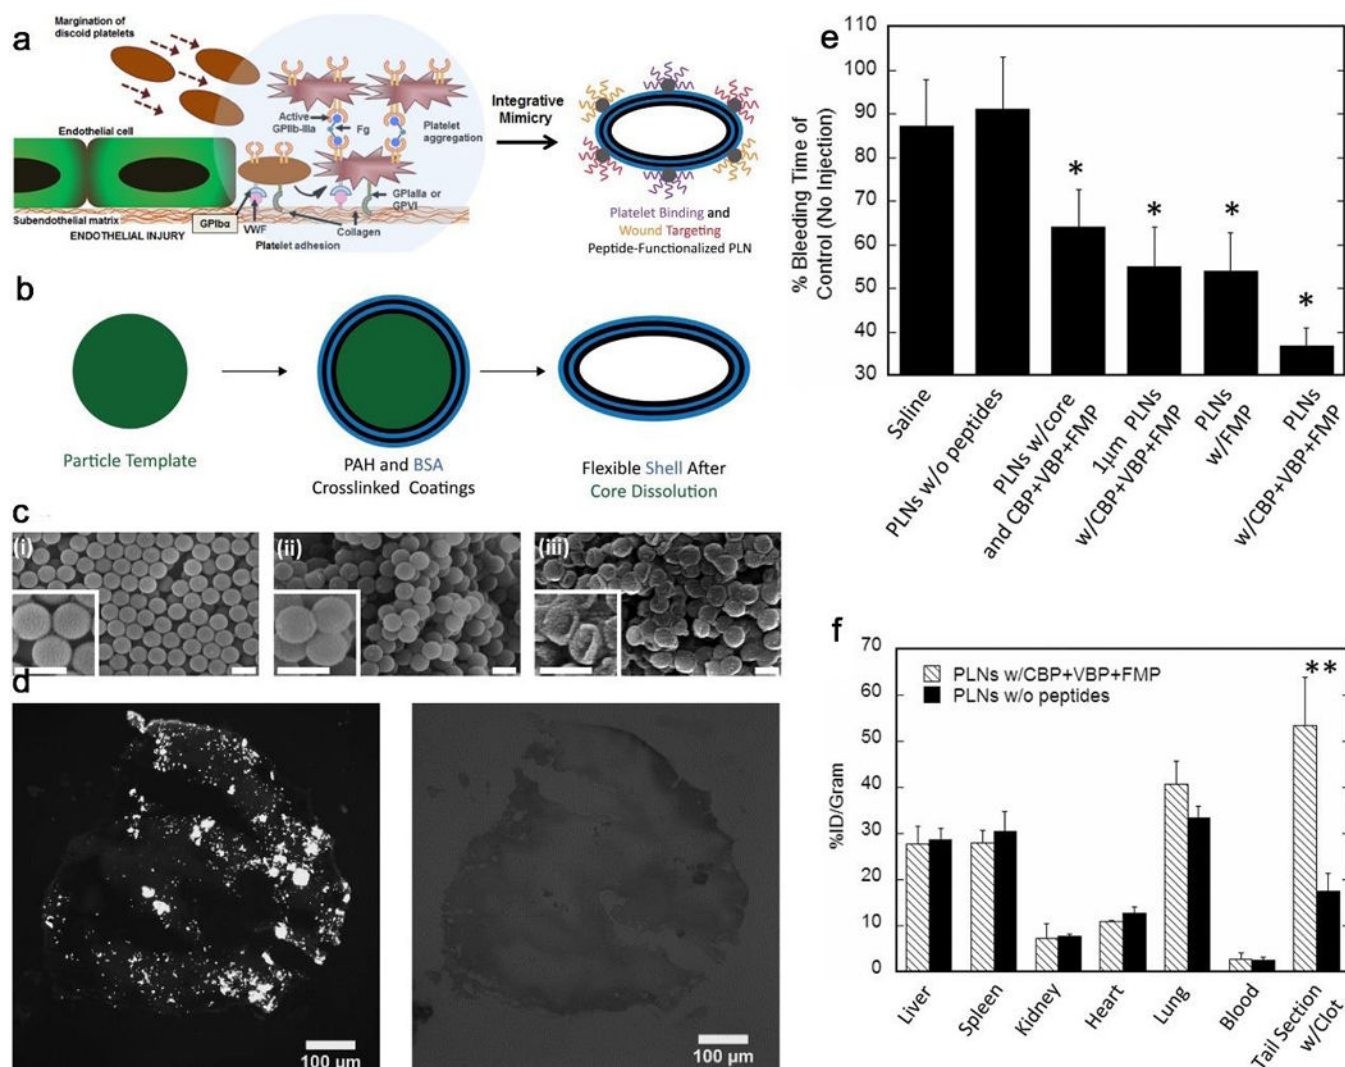 a
Margination of
discoid platelets
Endothelial cell
Active
GPIIb-IIIa
Fg
Platelet
aggregation
GPIaIIa or
GPVI
GPIbα
VWF
Collagen
Subendothelial matrix
ENDOTHELIAL INJURY
Platelet adhesion
Integrative
Mimicry
Platelet Binding and
Wound Targeting
Peptide-Functionalized PLN
b
Particle Template
PAH and BSA
Crosslinked Coatings
Flexible Shell After
Core Dissolution
c
(i)
(ii)
(iii)
d
100 µm
100 µm
e
% Bleeding Time of
Control (No Injection)
110
100
90
80
70
60
50
40
30
*
*
*
*
Saline
PLNs w/o peptides
PLNs w/core
and CBP+VBP+FMP
1µm PLNs
w/CBP+VBP+FMP
PLNs
w/FMP
PLNs
w/CBP+VBP+FMP
f
%ID/Gram
70
60
50
40
30
20
10
0
PLNs w/CBP+VBP+FMP
PLNs w/o peptides
**
Liver
Spleen
Kidney
Heart
Lung
Blood
Tail Section
w/Clot